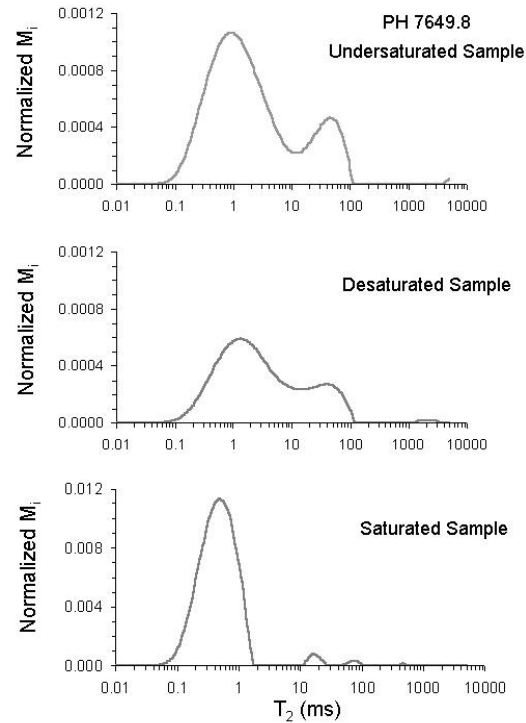 PH 7649.8
Undersaturated Sample
Normalized Mi
0.0012
0.0008
0.0004
0.0000
0.01 0.1 1 10 100 1000 10000
Desaturated Sample
Normalized Mi
0.0012
0.0008
0.0004
0.0000
0.01 0.1 1 10 100 1000 10000
Saturated Sample
Normalized Mi
0.012
0.008
0.004
0.000
0.01 0.1 1 10 100 1000 10000
T2 (ms)